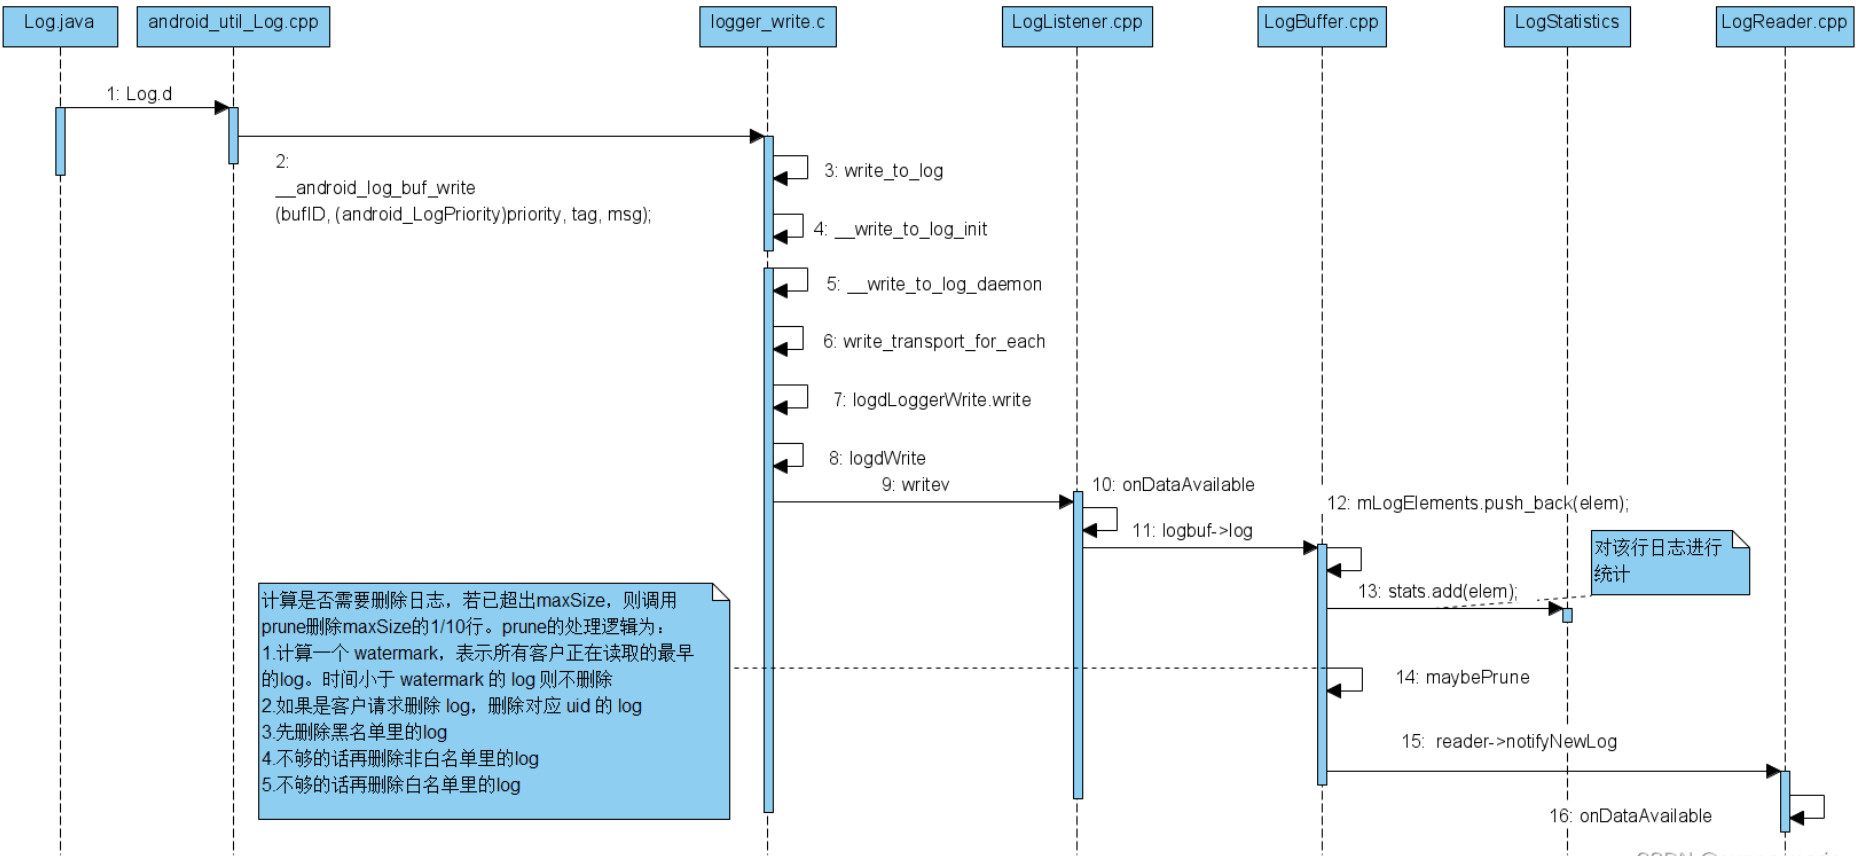 Log.java
android_util_Log.cpp
logger_write.c
LogListener.cpp
LogBuffer.cpp
LogStatistics
LogReader.cpp
1: Log.d
2:
__android_log_buf_write
(bufID, (android_LogPriority)priority, tag, msg);
3: write_to_log
4: __write_to_log_init
5: __write_to_log_daemon
6: write_transport_for_each
7: logdLoggerWrite.write
8: logdWrite
9: writev
10: onDataAvailable
11: logbuf->log
12: mLogElements.push_back(elem);
对该行日志进行
统计
13: stats.add(elem);
计算是否需要删除日志，若已超出maxSize，则调用
prune删除maxSize的1/10行。prune的处理逻辑为：
1.计算一个 watermark，表示所有客户正在读取的最早
的log。时间小于 watermark 的 log 则不删除
2.如果是客户请求删除 log，删除对应 uid 的 log
3.先删除黑名单里的log
4.不够的话再删除非白名单里的log
5.不够的话再删除白名单里的log
14: maybePrune
15: reader->notifyNewLog
16: onDataAvailable